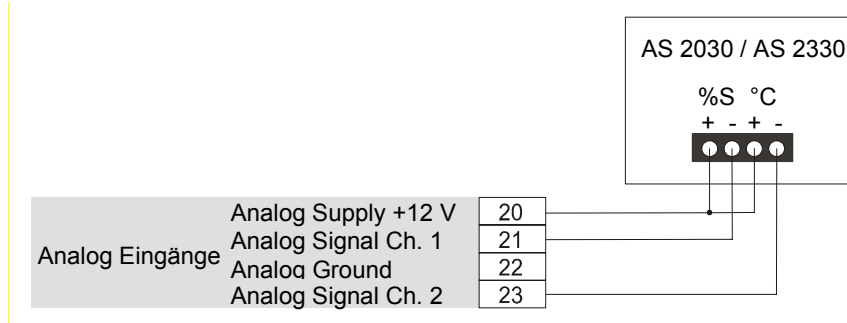 AS 2030 / AS 2330
%S °C
+ - + -
Analog Supply +12 V 20
Analog Eingänge
Analog Signal Ch. 1 21
Analog Ground 22
Analog Signal Ch. 2 23